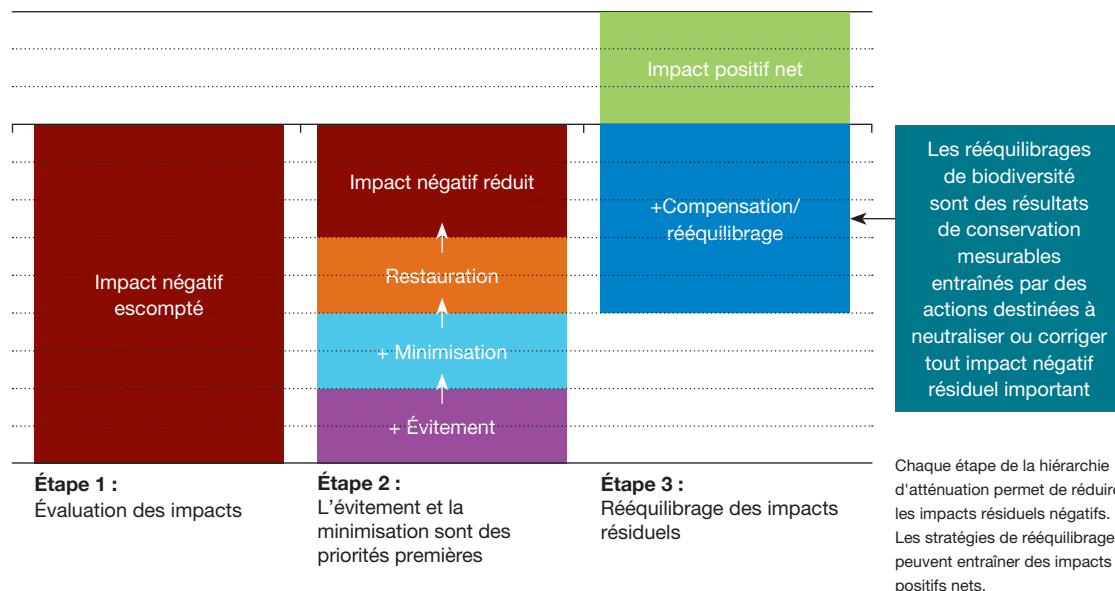 Impact positif net
Impact négatif
escompté
Impact négatif réduit
Restauration
+ Minimisation
+ Évitement
+Compensation/
rééquilibrage
Les rééquilibrages
de biodiversité
sont des résultats
de conservation
mesurables
entraînés par des
actions destinées à
neutraliser ou corriger
tout impact négatif
résiduel important
Étape 1 :
Évaluation des impacts
Étape 2 :
L'évitement et la
minimisation sont des
priorités premières
Étape 3 :
Rééquilibrage des impacts
résiduels
Chaque étape de la hiérarchie
d'atténuation permet de réduire
les impacts résiduels négatifs.
Les stratégies de rééquilibrage
peuvent entraîner des impacts
positifs nets.